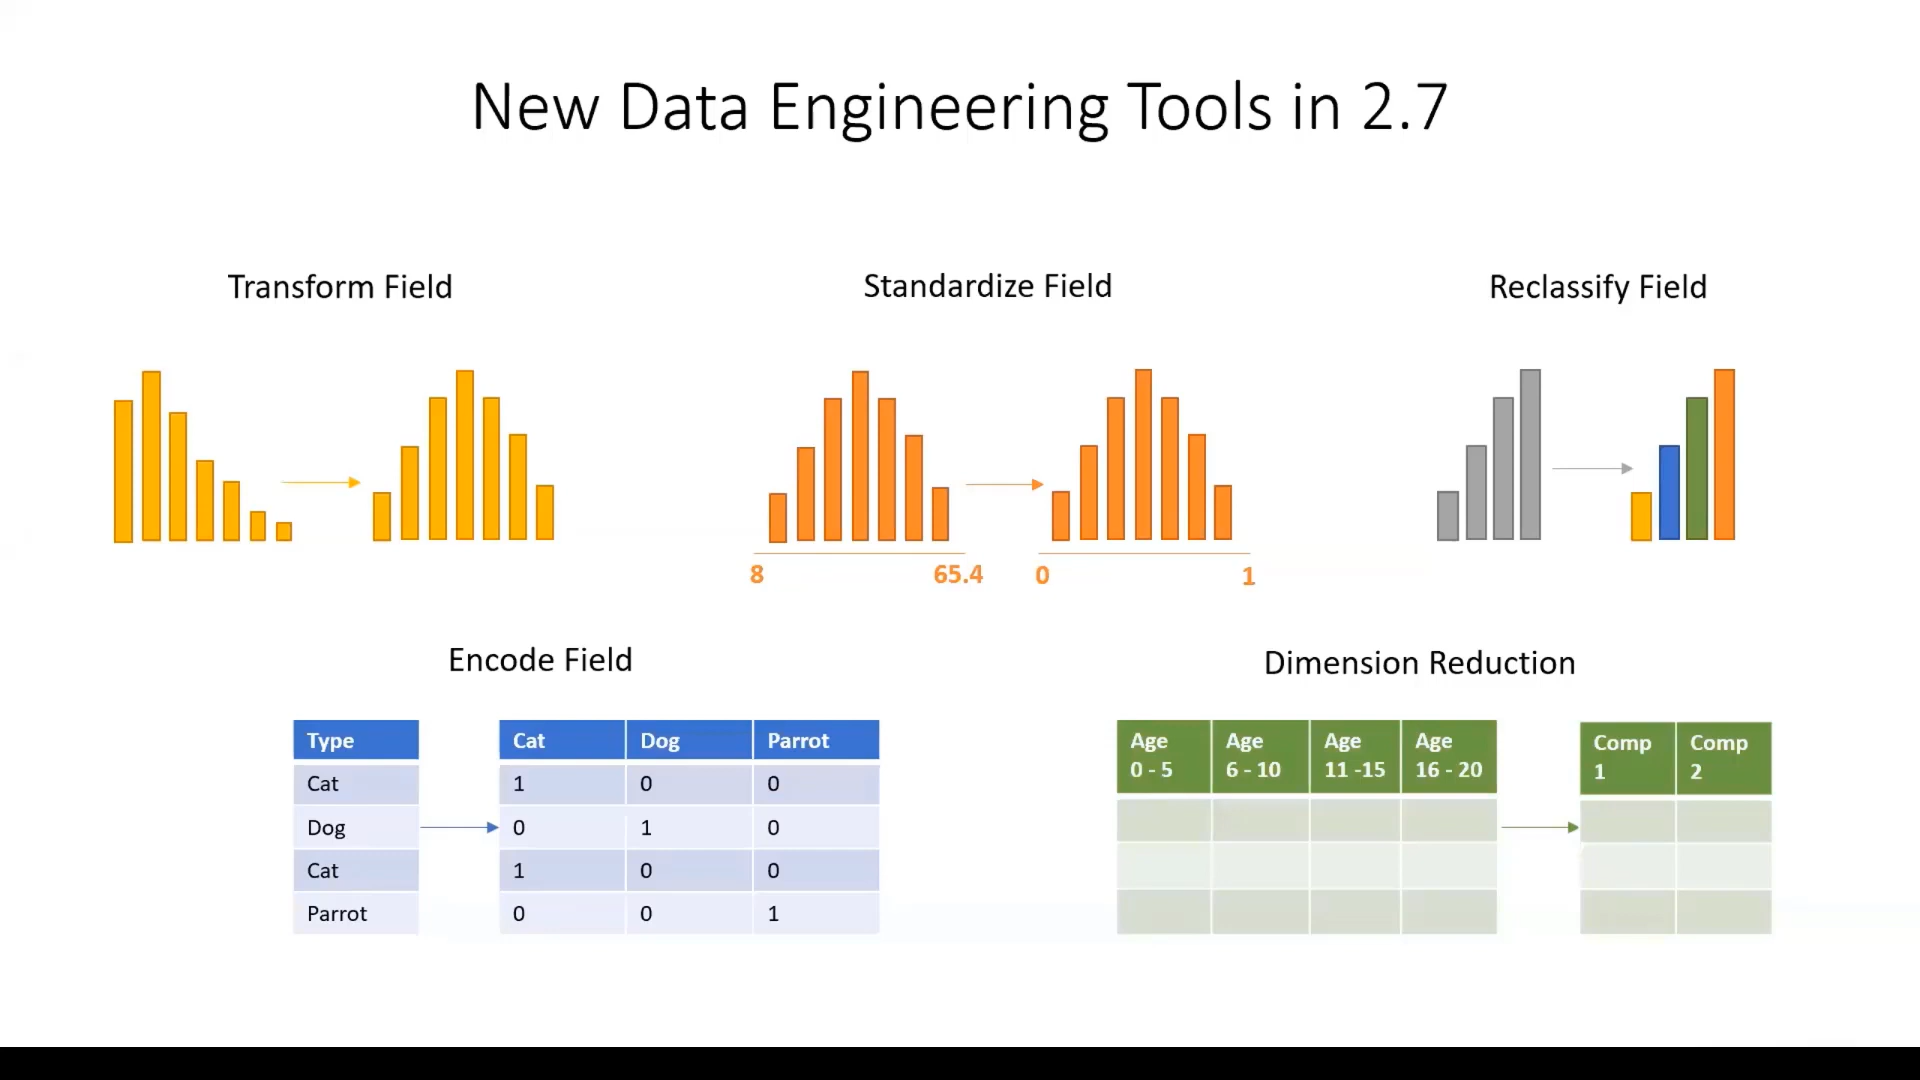 New Data Engineering Tools in 2.7
Transform Field
Standardize Field
Reclassify Field
8 65.4 0 1
Encode Field
Type
Cat
Dog
Cat
Parrot
Cat Dog Parrot
1 0 0
0 1 0
1 0 0
0 0 1
Dimension Reduction
Age Age Age Age
0 - 5 6 - 10 11 -15 16 - 20
Comp Comp
1 2